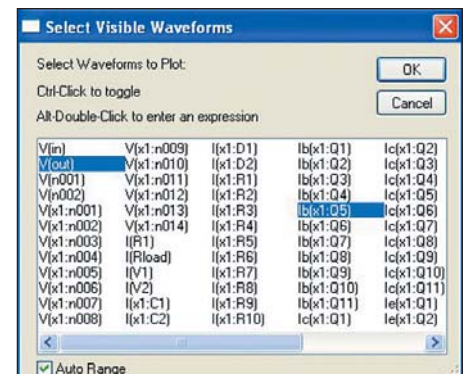 Select Visible Waveforms
Select Waveforms to Plot:
OK
Ctrl-Click to toggle
Cancel
Alt-Double-Click to enter an expression
V(in) V(x1:n009) I(x1:D1) Ib(x1:Q1) Ic(x1:Q2)
V(out) V(x1:n010) I(x1:D2) Ib(x1:Q2) Ic(x1:Q3)
V(n001) V(x1:n011) I(x1:R1) Ib(x1:Q3) Ic(x1:Q4)
V(n002) V(x1:n012) I(x1:R2) Ib(x1:Q4) Ic(x1:Q5)
V(x1:n001) V(x1:n013) I(x1:R3) Ib(x1:Q5) Ic(x1:Q6)
V(x1:n002) V(x1:n014) I(x1:R4) Ib(x1:Q6) Ic(x1:Q7)
V(x1:n003) I(R1) I(x1:R5) Ib(x1:Q7) Ic(x1:Q8)
V(x1:n004) I(Rload) I(x1:R6) Ib(x1:Q8) Ic(x1:Q9)
V(x1:n005) I(V1) I(x1:R7) Ib(x1:Q9) Ic(x1:Q10)
V(x1:n006) I(V2) I(x1:R8) Ib(x1:Q10) Ic(x1:Q11)
V(x1:n007) I(x1:C1) I(x1:R9) Ib(x1:Q11) Ie(x1:Q1)
V(x1:n008) I(x1:C2) I(x1:R10) Ic(x1:Q1) Ie(x1:Q2)
Auto Range